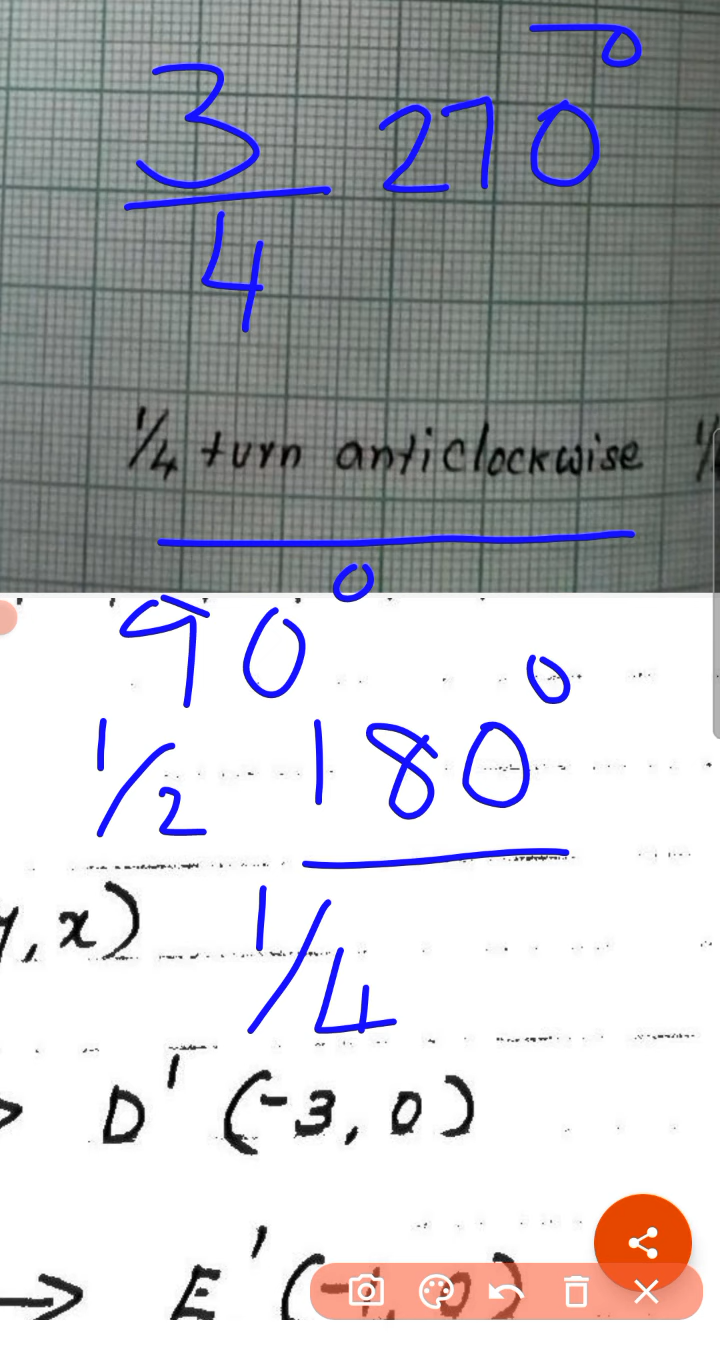 3/4 270°
1/4 turn anticlockwise
90°
1/2 180°
, x)
1/4
D' (-3, 0)
→ E' (